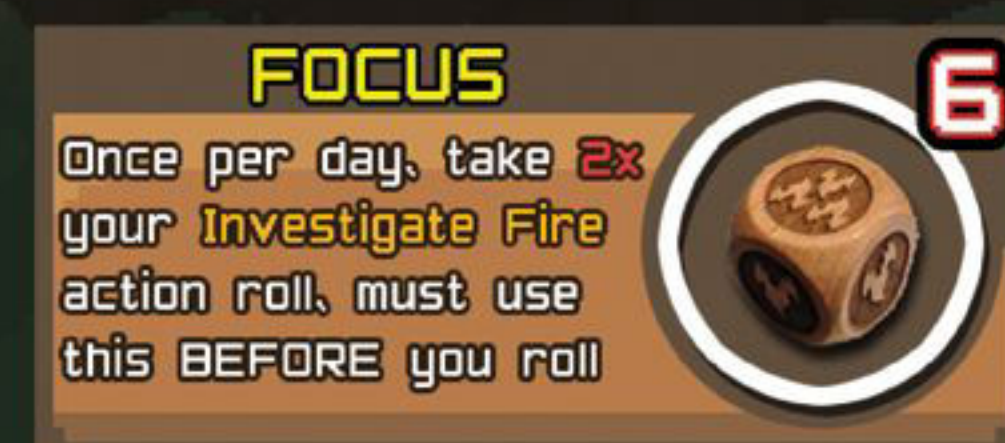 FOCUS
6
Once per day, take 2x
your Investigate Fire
action roll, must use
this BEFORE you roll